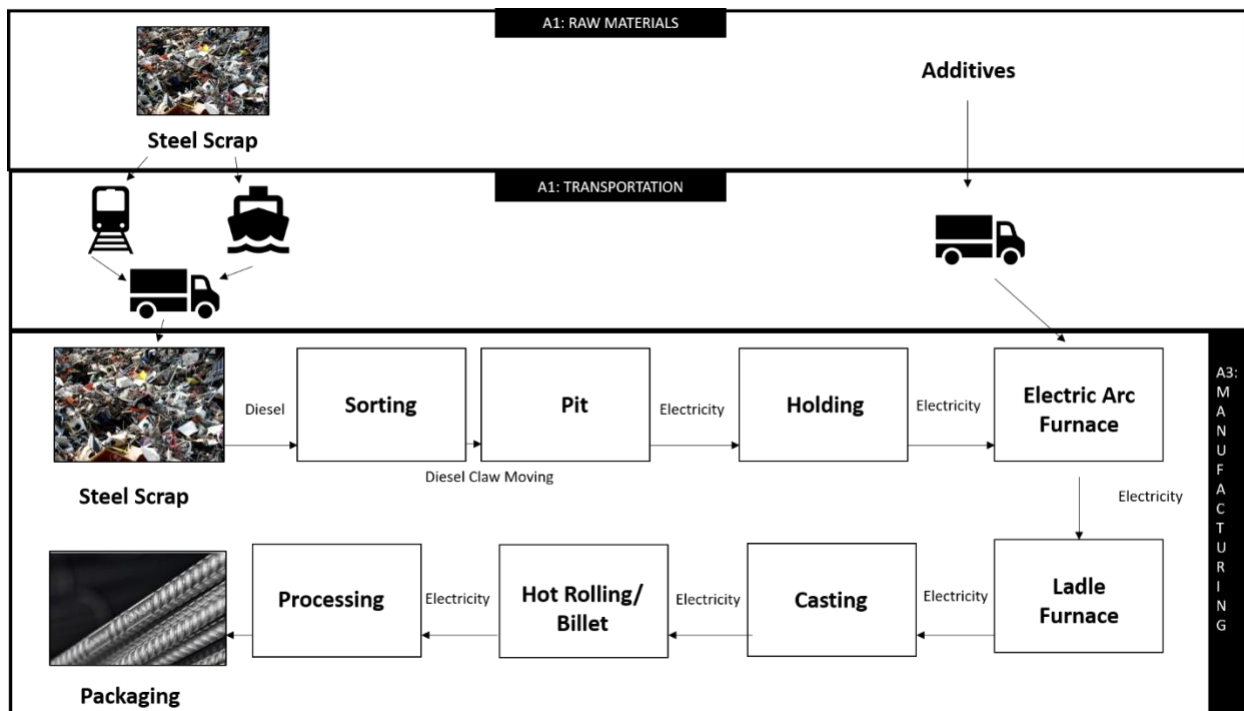 A1: RAW MATERIALS
Steel Scrap
Additives
A1: TRANSPORTATION
A3:
M
A
N
U
F
A
C
T
U
R
I
N
G
Steel Scrap
Diesel
Sorting
Diesel Claw Moving
Pit
Electricity
Holding
Electricity
Electric Arc
Furnace
Electricity
Ladle
Furnace
Electricity
Casting
Electricity
Hot Rolling/
Billet
Electricity
Processing
Packaging